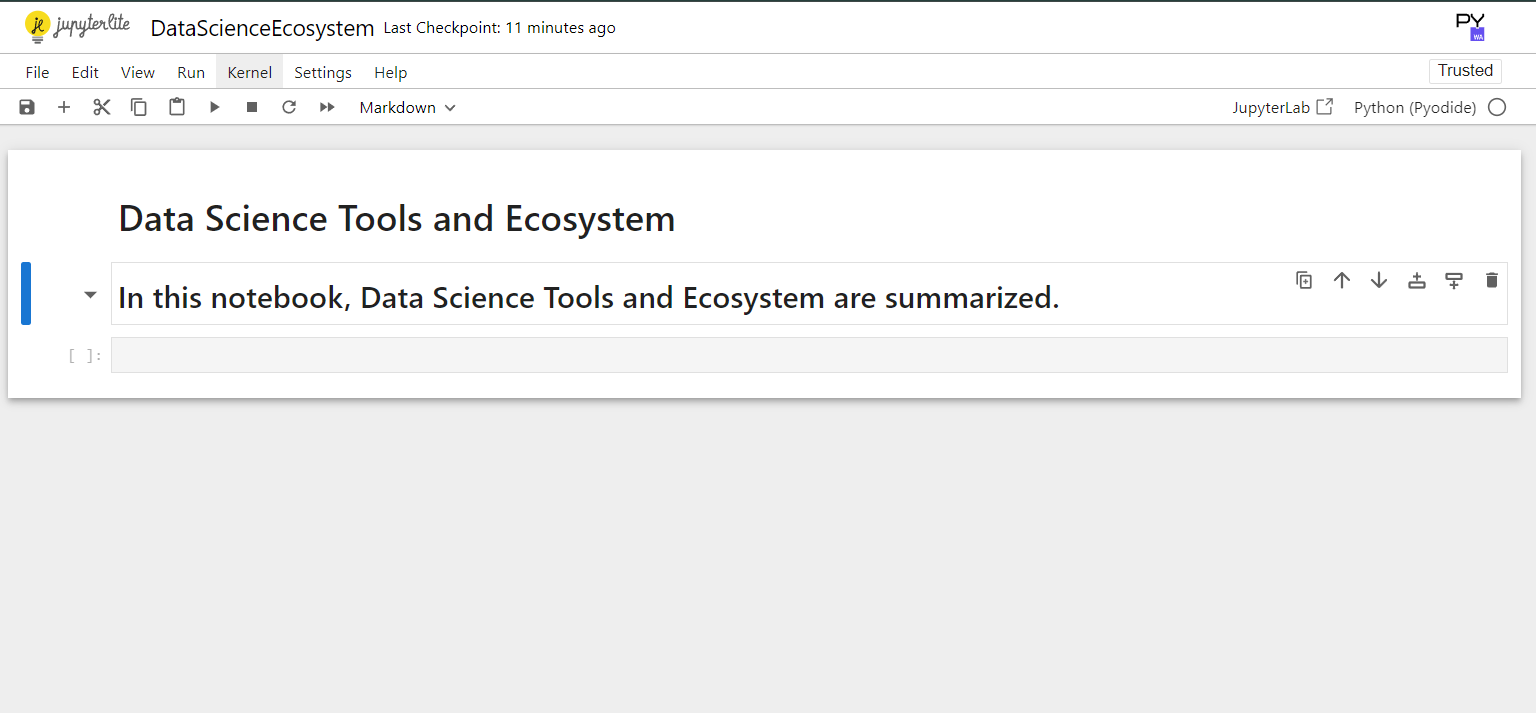 jupyterlite DataScienceEcosystem Last Checkpoint: 11 minutes ago PY WA
File Edit View Run Kernel Settings Help Trusted
Markdown JupyterLab Python (Pyodide)
Data Science Tools and Ecosystem
In this notebook, Data Science Tools and Ecosystem are summarized.
[ ]: